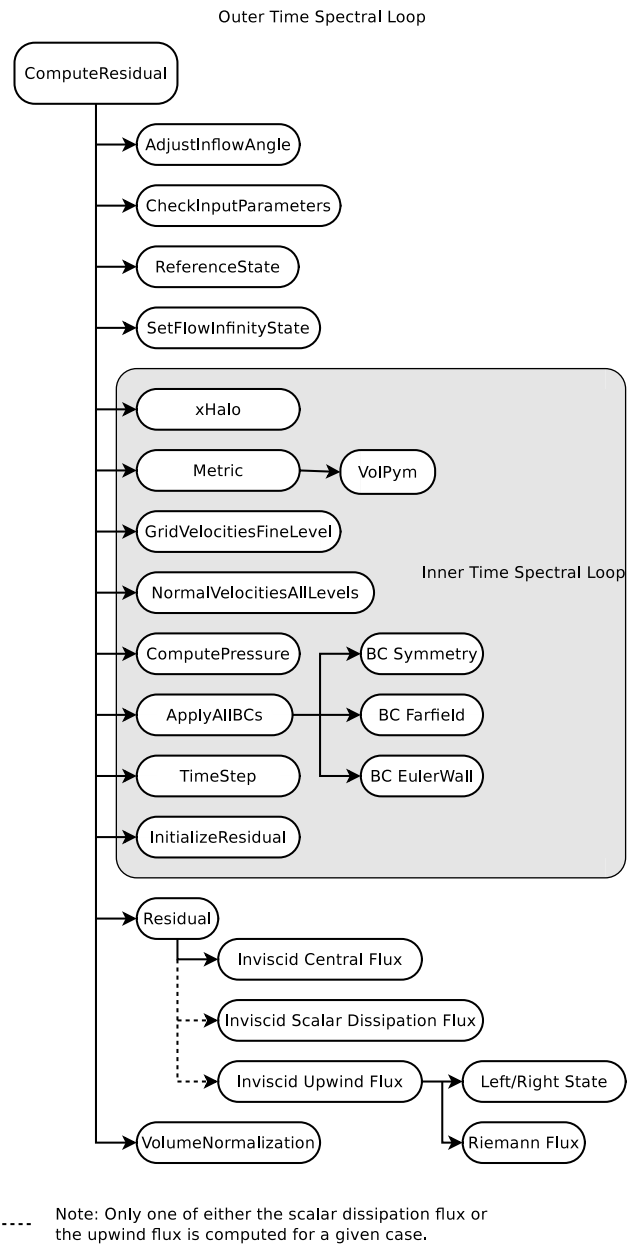 Outer Time Spectral Loop
ComputeResidual
AdjustInflowAngle
CheckInputParameters
ReferenceState
SetFlowInfinityState
xHalo
Metric
VolPym
GridVelocitiesFineLevel
Inner Time Spectral Loop
NormalVelocitiesAllLevels
ComputePressure
BC Symmetry
ApplyAllBCs
BC Farfield
TimeStep
BC EulerWall
InitializeResidual
Residual
Inviscid Central Flux
Inviscid Scalar Dissipation Flux
Inviscid Upwind Flux
Left/Right State
VolumeNormalization
Riemann Flux
Note: Only one of either the scalar dissipation flux or
the upwind flux is computed for a given case.